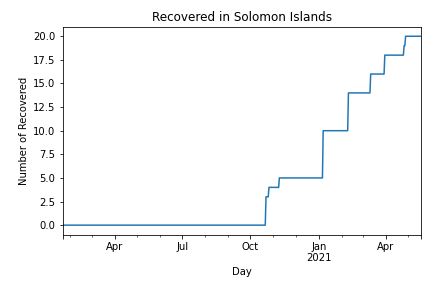 Recovered in Solomon Islands
Number of Recovered
20.0
17.5
15.0
12.5
10.0
7.5
5.0
2.5
0.0
Apr
Jul
Oct
Jan
2021
Apr
Day